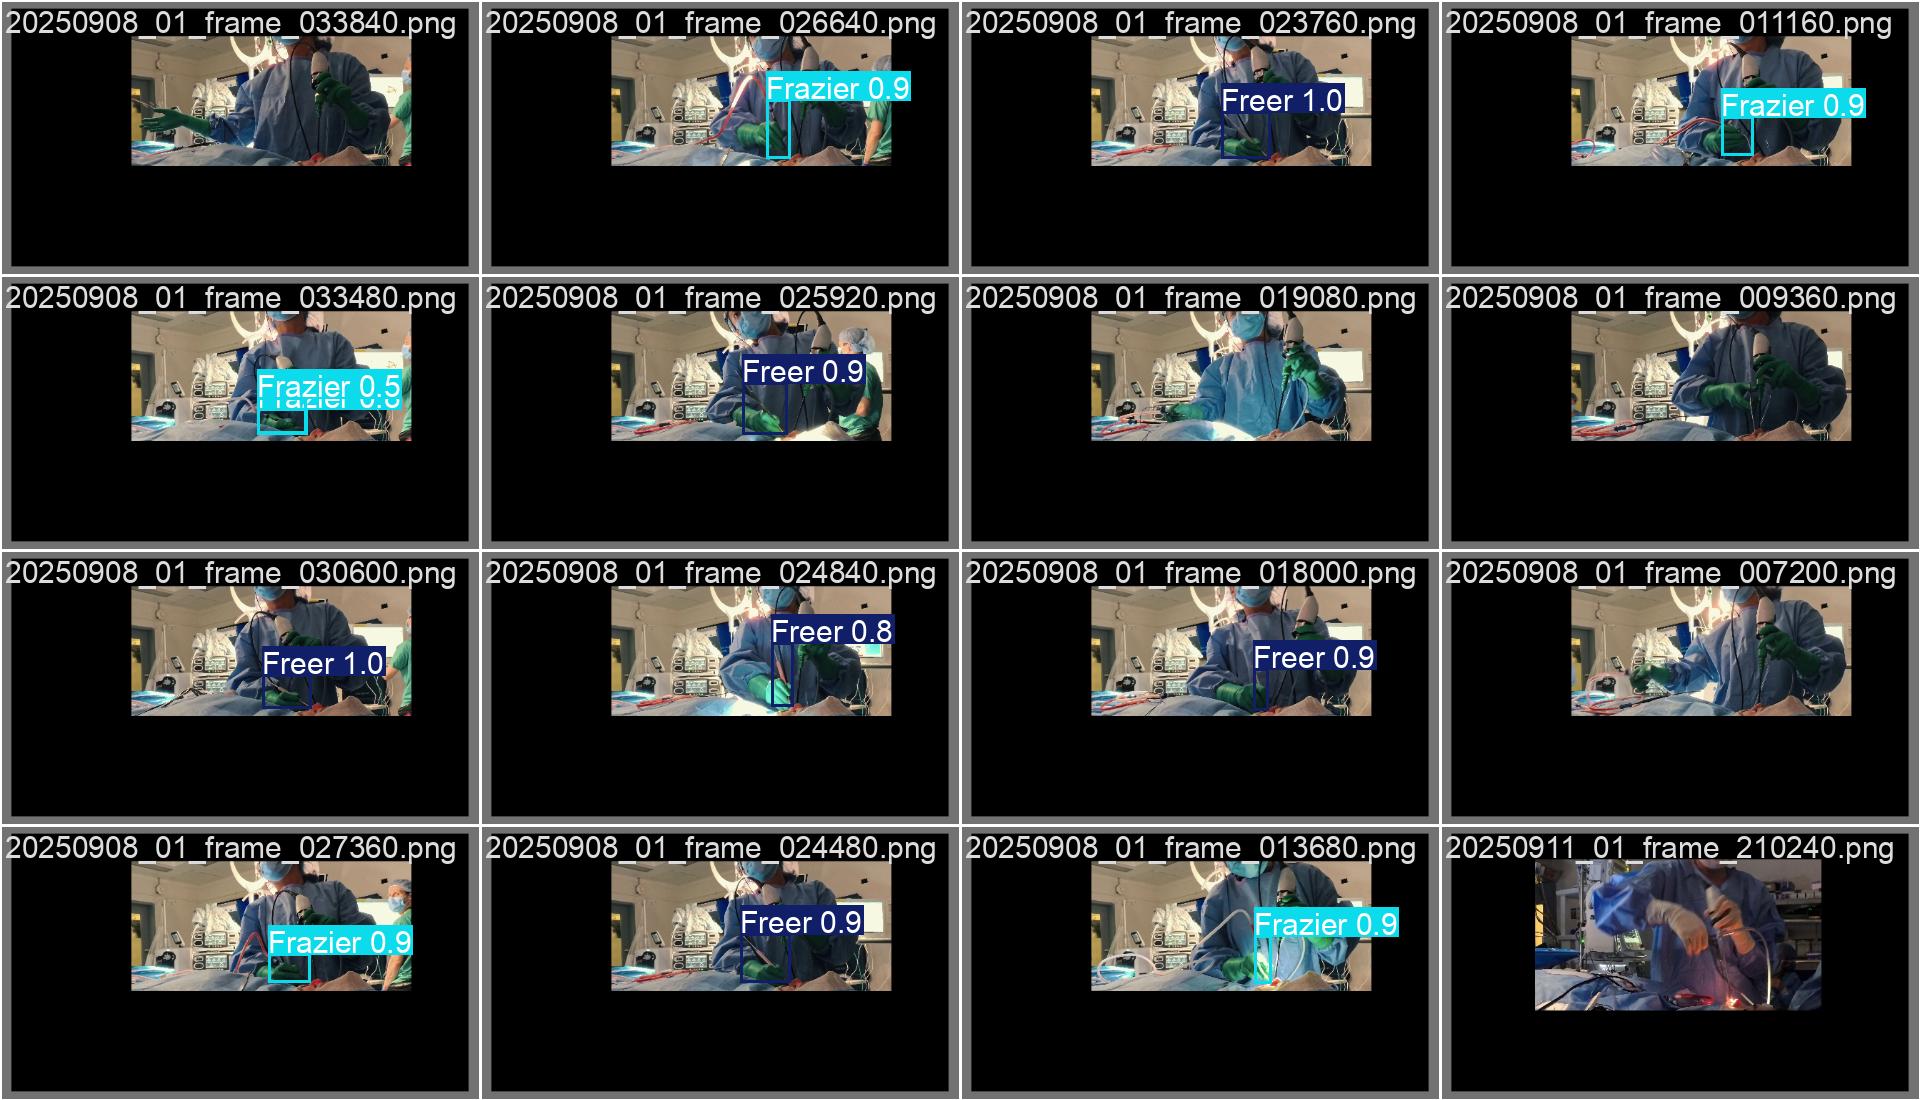 20250908_01_frame_033840.png
20250908_01_frame_026640.png
Frazier 0.9
20250908_01_frame_023760.png
Freer 1.0
20250908_01_frame_011160.png
Frazier 0.9
20250908_01_frame_033480.png
Frazier 0.5
20250908_01_frame_025920.png
Freer 0.9
20250908_01_frame_019080.png
20250908_01_frame_009360.png
20250908_01_frame_030600.png
Freer 1.0
20250908_01_frame_024840.png
Freer 0.8
20250908_01_frame_018000.png
Freer 0.9
20250908_01_frame_007200.png
20250908_01_frame_027360.png
Frazier 0.9
20250908_01_frame_024480.png
Freer 0.9
20250908_01_frame_013680.png
Frazier 0.9
20250911_01_frame_210240.png